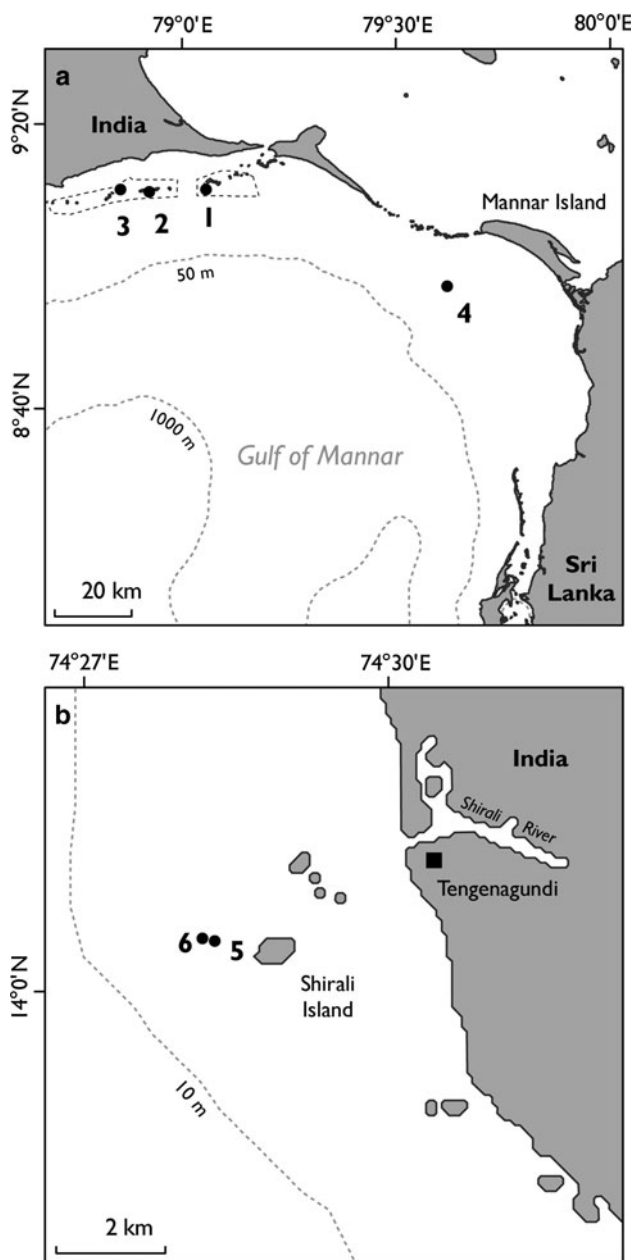 79°0'E
79°30'E
80°0'E
a
9°20'N
India
Mannar Island
3
2
1
50 m
4
8°40'N
1000 m
Gulf of Mannar
20 km
Sri
Lanka
74°27'E
74°30'E
b
India
Shirali River
Tengenagundi
6
5
Shirali
Island
14°0'N
10 m
2 km